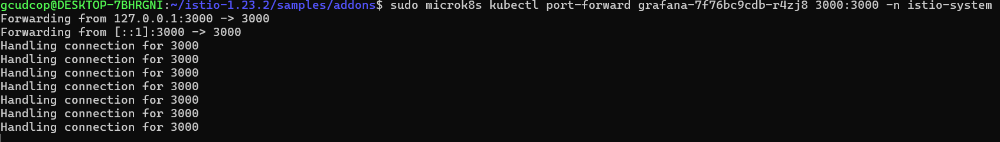 gcudcop@DESKTOP-7BHRGNI:~/istio-1.23.2/samples/addons$ sudo microk8s kubectl port-forward grafana-7f76bc9cdb-r4zj8 3000:3000 -n istio-system
Forwarding from 127.0.0.1:3000 -> 3000
Forwarding from [::1]:3000 -> 3000
Handling connection for 3000
Handling connection for 3000
Handling connection for 3000
Handling connection for 3000
Handling connection for 3000
Handling connection for 3000
Handling connection for 3000